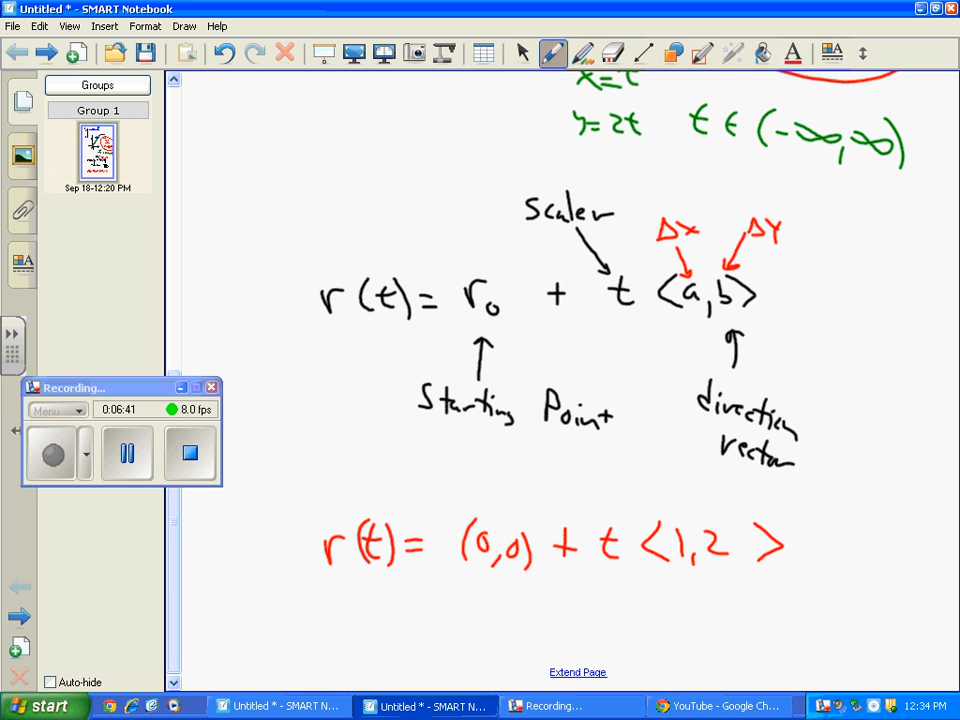 Untitled * - SMART Notebook
File Edit View Insert Format Draw Help
Groups
Group 1
Sep 18-12:20 PM
x=t
y=2t t ∈ (-∞,∞)
Scaler
Δx ΔY
r(t)= r₀ + t <a,b>
Starting Point
direction
vector
Recording...
Menu 0:06:41 8.0 fps
r(t)= (0,0) + t <1,2 >
Extend Page
Auto-hide
start Untitled * - SMART N... Untitled * - SMART N... Recording... YouTube - Google Ch... 12:34 PM